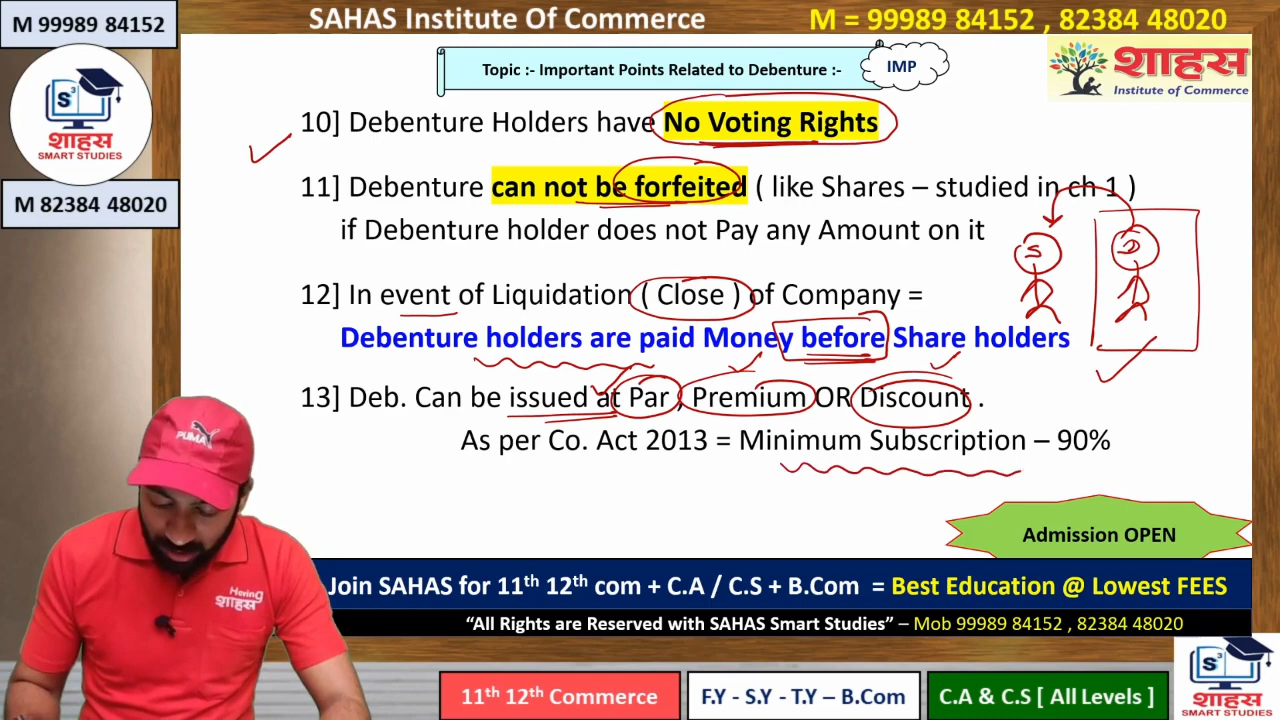 M 99989 84152
SAHAS Institute Of Commerce
M = 99989 84152 , 82384 48020
Topic :- Important Points Related to Debenture :-
IMP
शाहस
Institute of Commerce
S³
शाहस
SMART STUDIES
M 82384 48020
10] Debenture Holders have No Voting Rights
11] Debenture can not be forfeited ( like Shares – studied in ch 1 )
if Debenture holder does not Pay any Amount on it
S
D
12] In event of Liquidation ( Close ) of Company =
Debenture holders are paid Money before Share holders
13] Deb. Can be issued at Par , Premium OR Discount .
As per Co. Act 2013 = Minimum Subscription – 90%
PUMA
Hering
शाहस
Admission OPEN
Join SAHAS for 11th 12th com + C.A / C.S + B.Com = Best Education @ Lowest FEES
“All Rights are Reserved with SAHAS Smart Studies” – Mob 99989 84152 , 82384 48020
11th 12th Commerce
F.Y - S.Y - T.Y – B.Com
C.A & C.S [ All Levels ]
S³
शाहस
SMART STUDIES